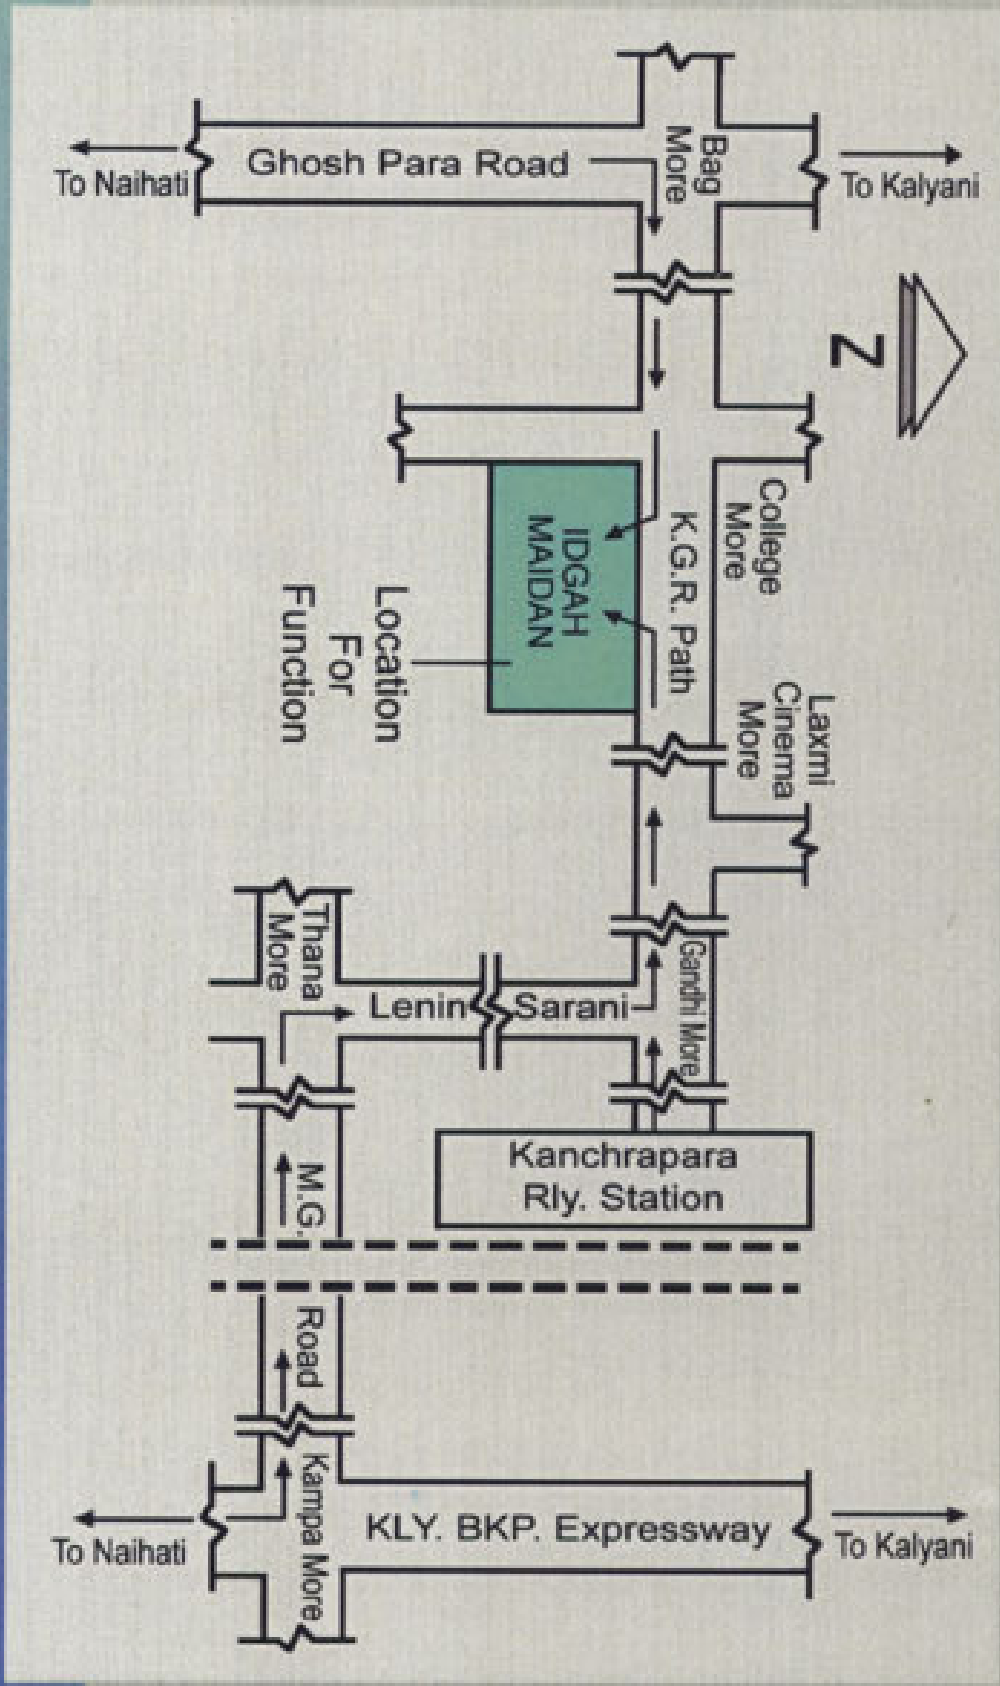 Bag
More
To Naihati
Ghosh Para Road
To Kalyani
N
College
More
K.G.R. Path
IDGAH
MAIDAN
Location
For
Function
Laxmi
Cinema
More
Thana
More
Lenin Sarani
Gandhi More
Kanchrapara
Rly. Station
M.G.
Road
Kampa More
KLY. BKP. Expressway
To Naihati
To Kalyani